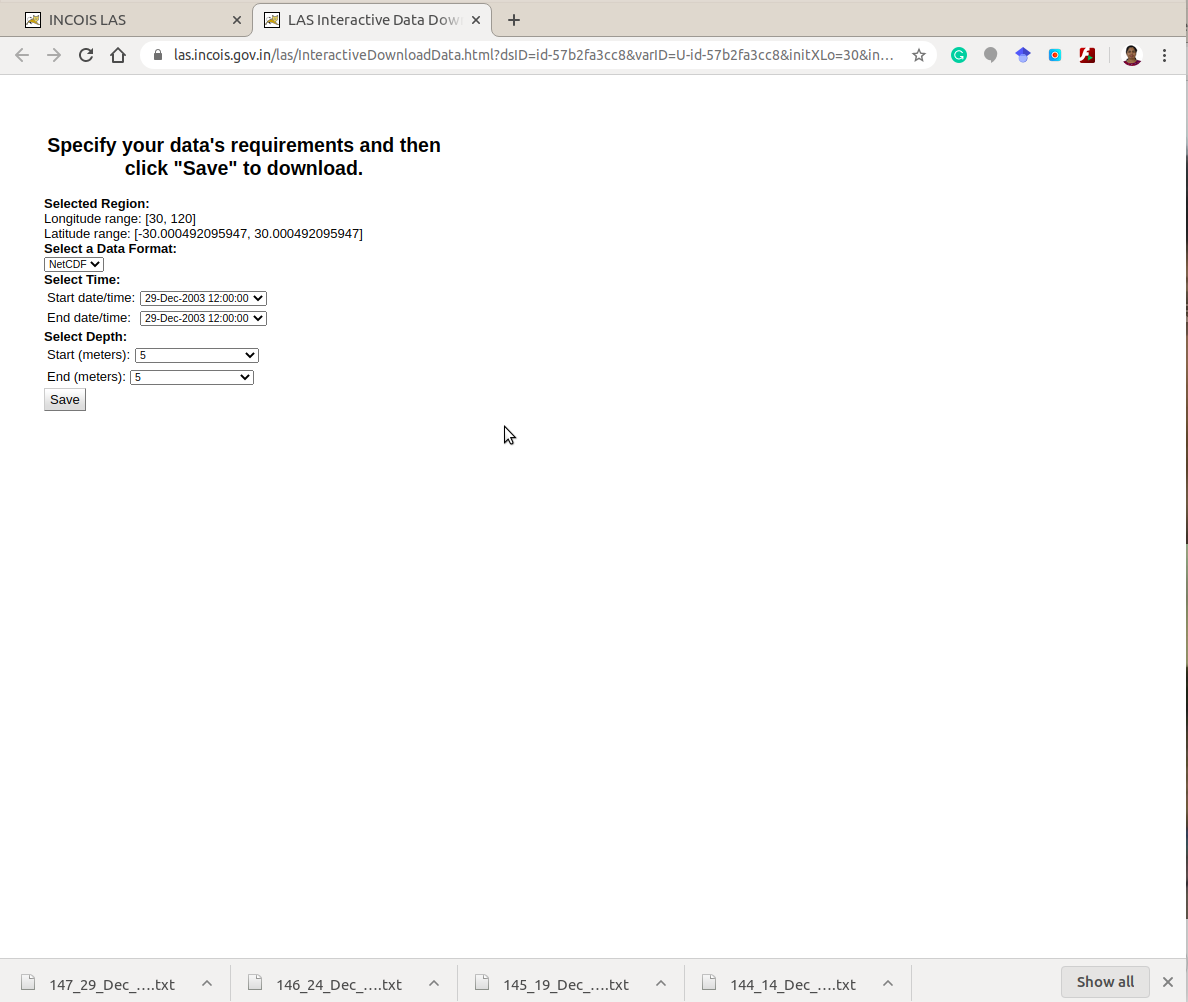 INCOIS LAS
LAS Interactive Data Dow
las.incois.gov.in/las/InteractiveDownloadData.html?dsID=id-57b2fa3cc8&varID=U-id-57b2fa3cc8&initXLo=30&in…
Specify your data's requirements and then
click "Save" to download.
Selected Region:
Longitude range: [30, 120]
Latitude range: [-30.000492095947, 30.000492095947]
Select a Data Format:
NetCDF
Select Time:
Start date/time: 29-Dec-2003 12:00:00
End date/time: 29-Dec-2003 12:00:00
Select Depth:
Start (meters): 5
End (meters): 5
Save
147_29_Dec_….txt
146_24_Dec_….txt
145_19_Dec_….txt
144_14_Dec_….txt
Show all